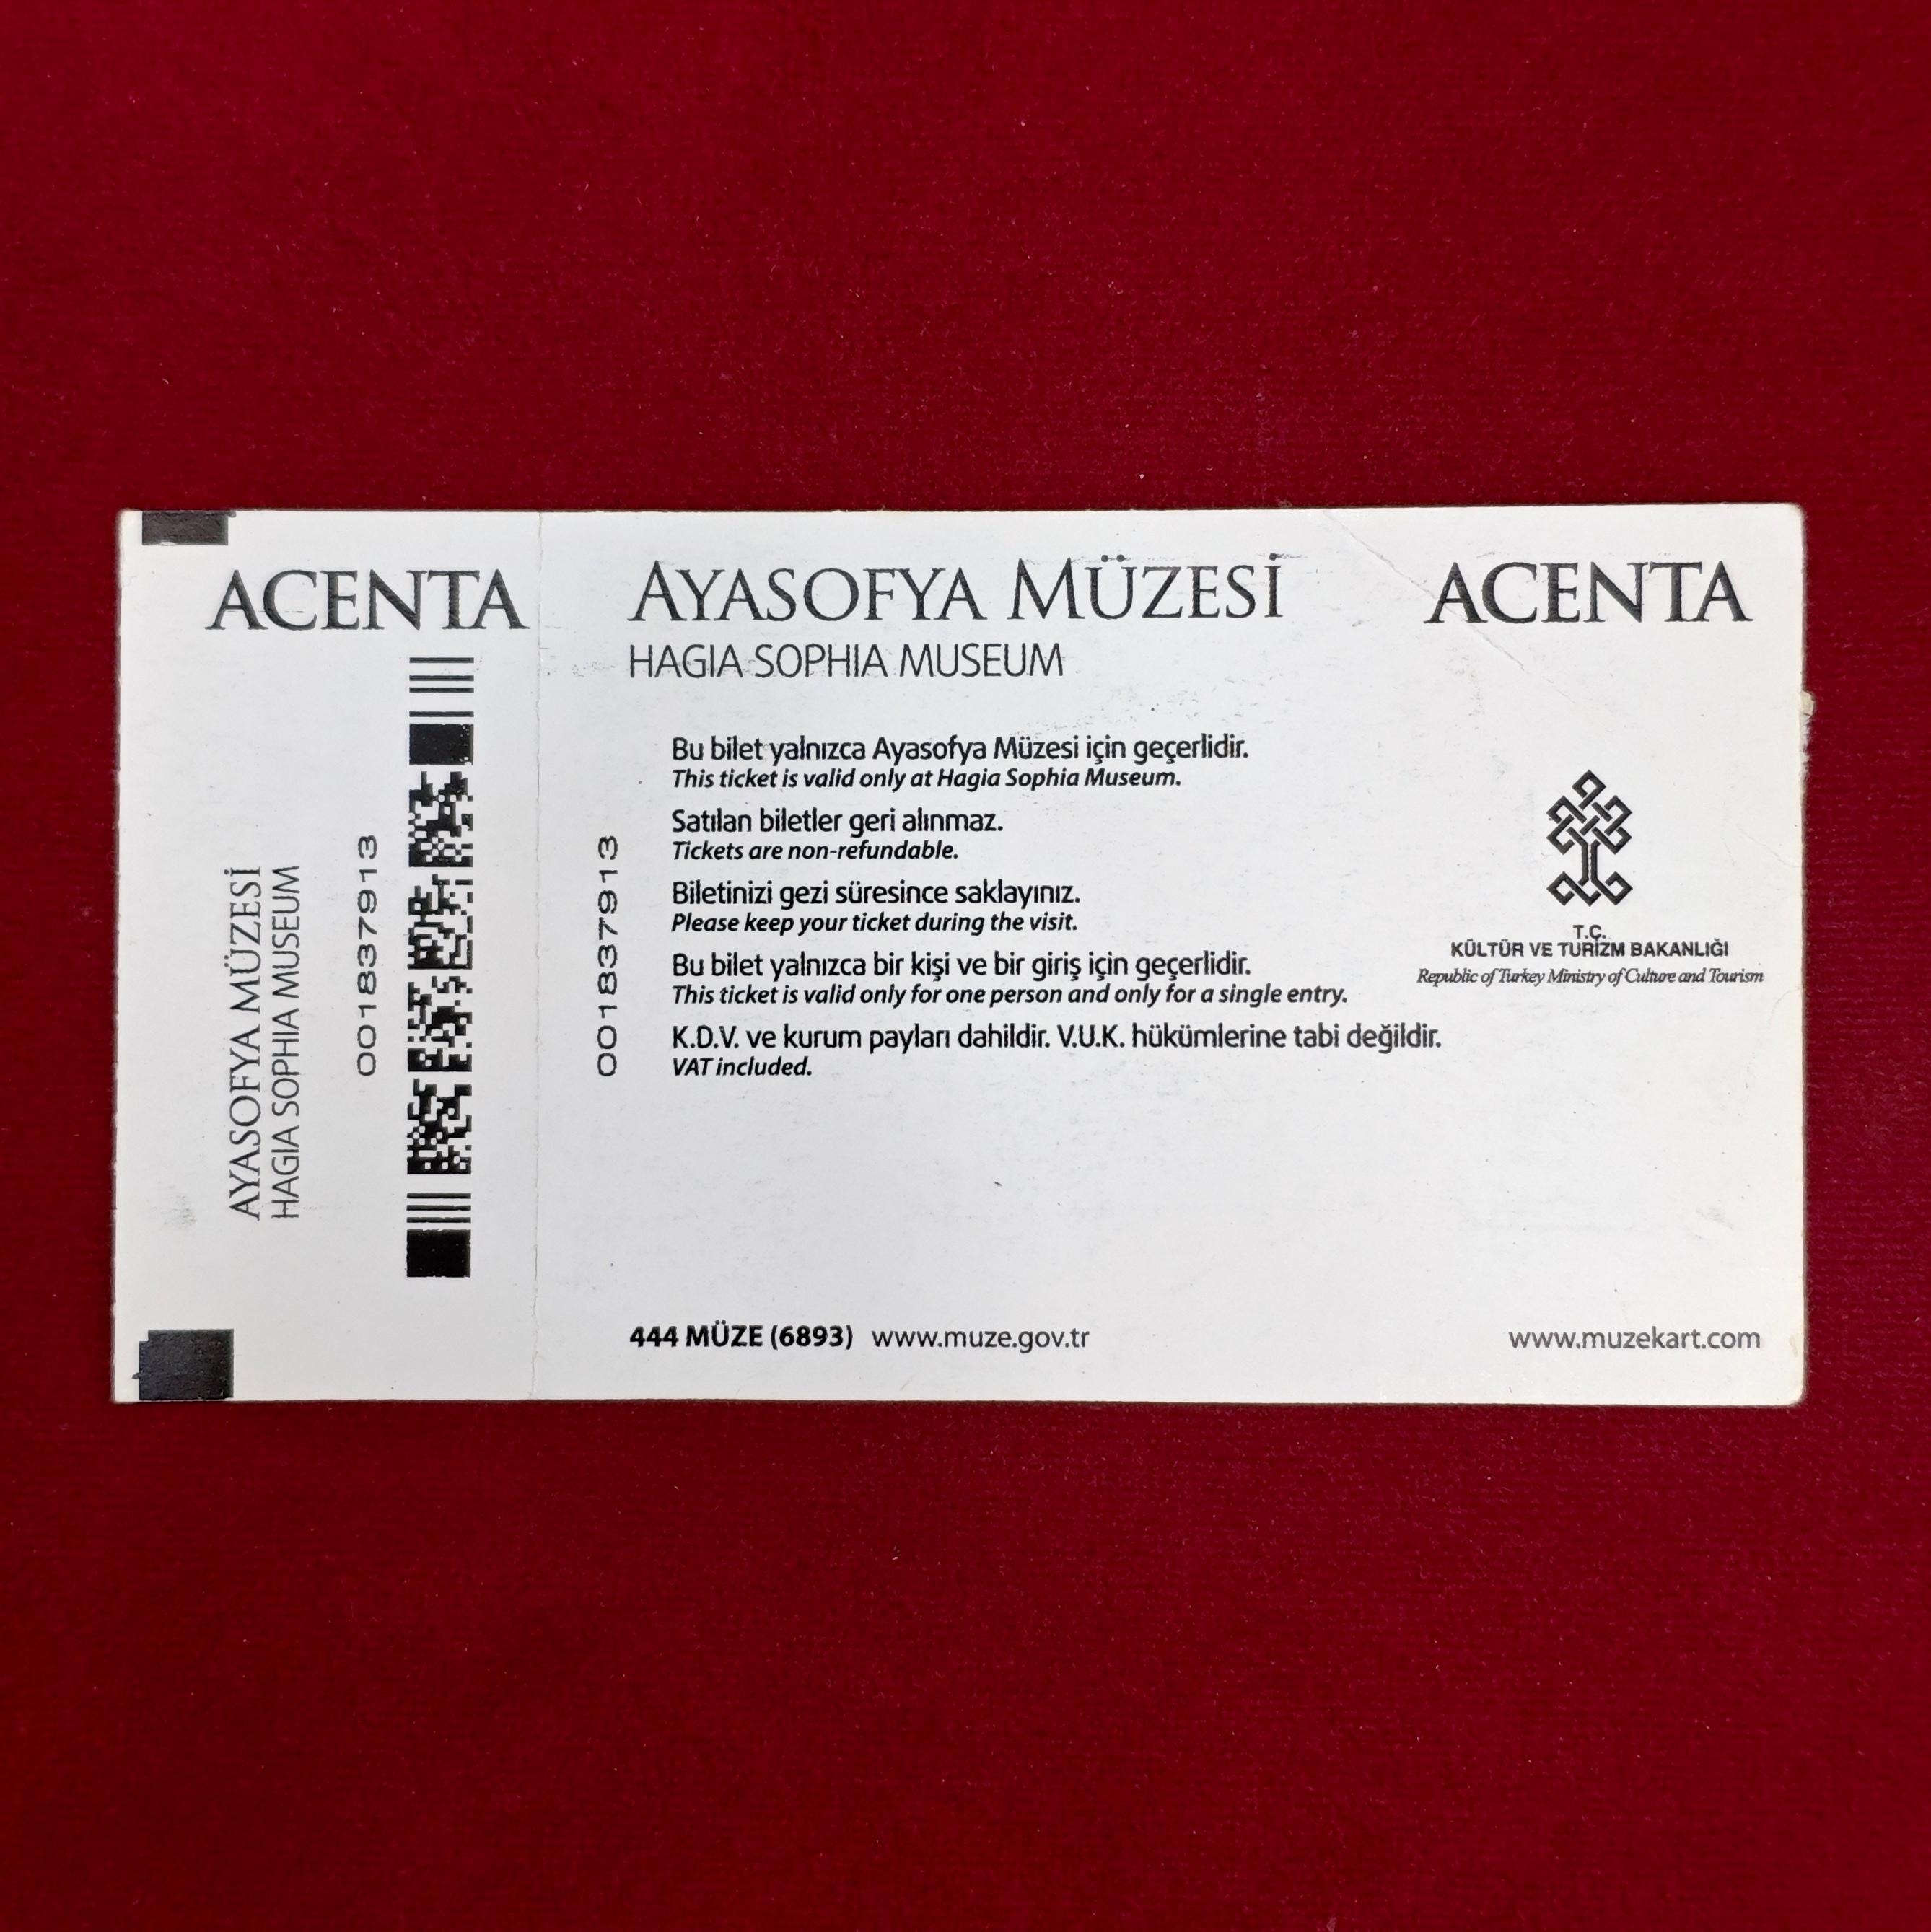 ACENTA
AYASOFYA MÜZESİ
HAGIA SOPHIA MUSEUM
001837913
001837913
AYASOFYA MÜZESİ
HAGIA SOPHIA MUSEUM
ACENTA
Bu bilet yalnızca Ayasofya Müzesi için geçerlidir.
This ticket is valid only at Hagia Sophia Museum.
Satılan biletler geri alınmaz.
Tickets are non-refundable.
Biletinizi gezi süresince saklayınız.
Please keep your ticket during the visit.
Bu bilet yalnızca bir kişi ve bir giriş için geçerlidir.
This ticket is valid only for one person and only for a single entry.
K.D.V. ve kurum payları dahildir. V.U.K. hükümlerine tabi değildir.
VAT included.
T.C.
KÜLTÜR VE TURİZM BAKANLIĞI
Republic of Turkey Ministry of Culture and Tourism
444 MÜZE (6893) www.muze.gov.tr
www.muzekart.com